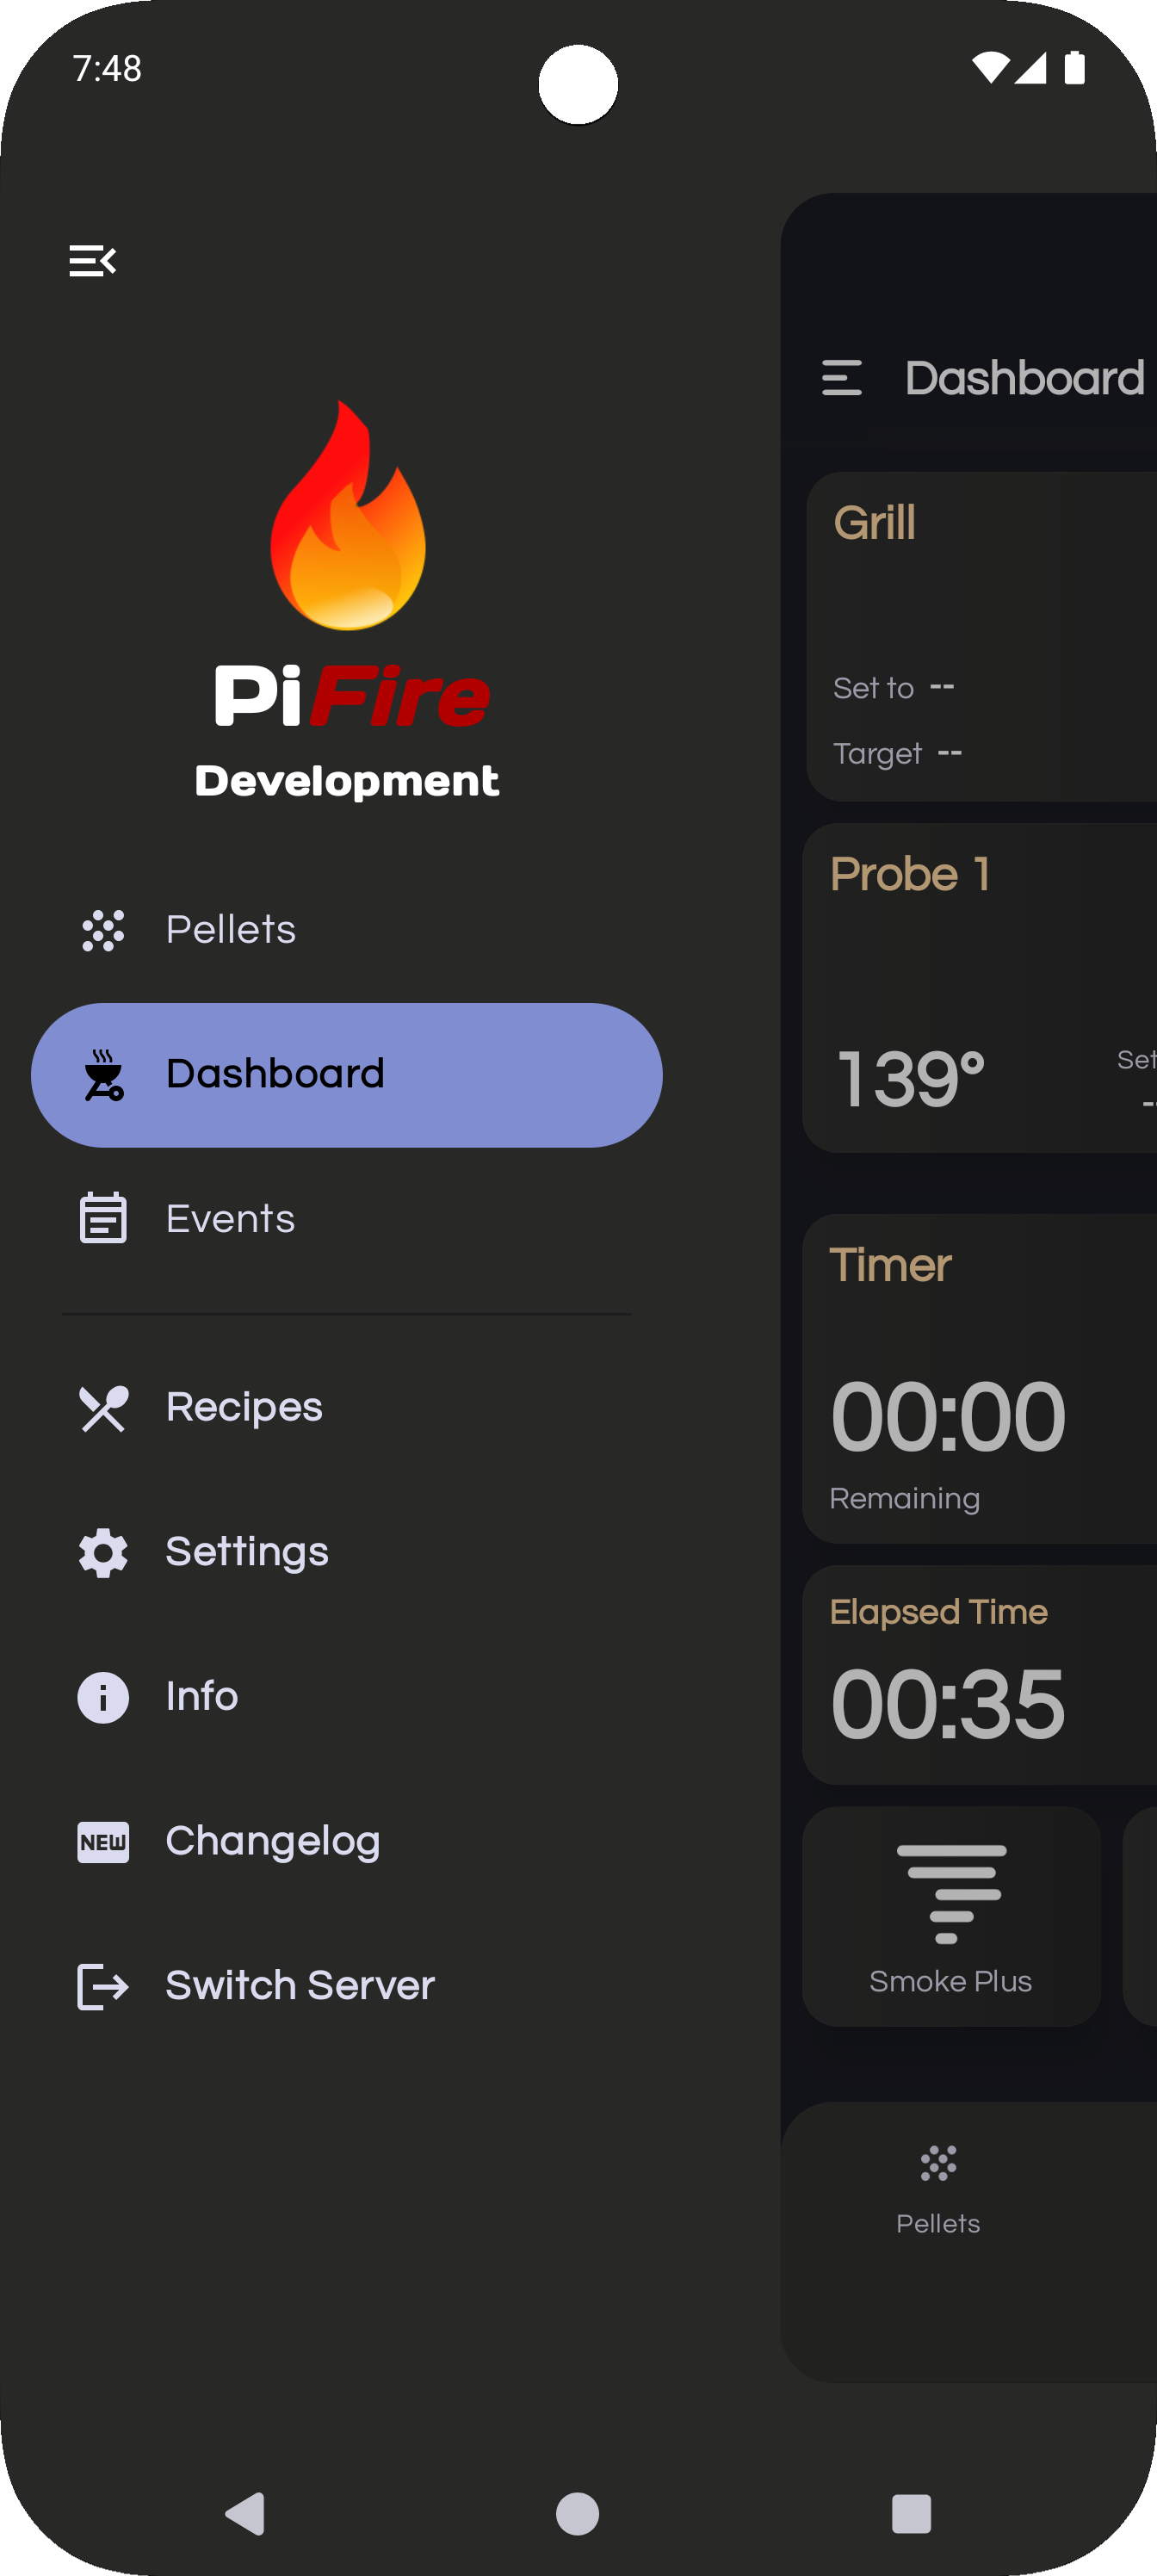 7:48
PiFire
Development
Pellets
Dashboard
Events
Recipes
Settings
Info
NEW
Changelog
Switch Server
Dashboard
Grill
Set to --
Target --
Probe 1
139°
Set
--
Timer
00:00
Remaining
Elapsed Time
00:35
Smoke Plus
Pellets